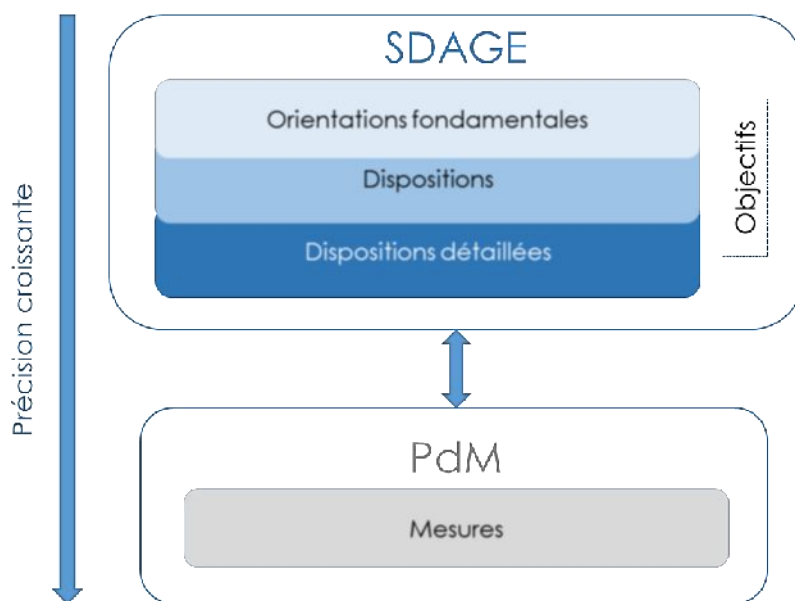 SDAGE
Orientations fondamentales
Dispositions
Dispositions détaillées
Objectifs
Précision croissante
PdM
Mesures